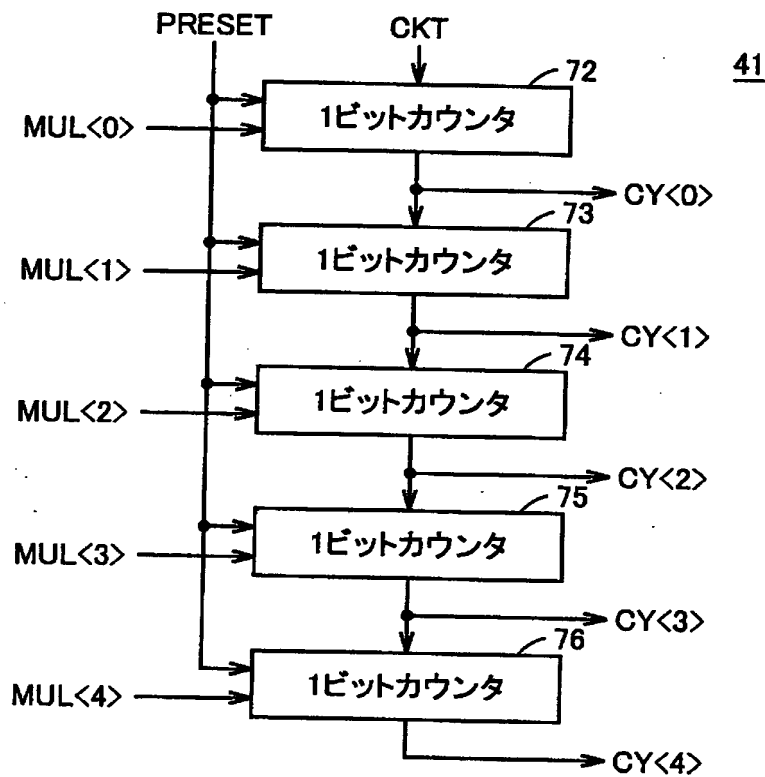 PRESET
CKT
41
72
1ビットカウンタ
MUL<0>
CY<0>
73
1ビットカウンタ
MUL<1>
CY<1>
74
1ビットカウンタ
MUL<2>
CY<2>
75
1ビットカウンタ
MUL<3>
CY<3>
76
1ビットカウンタ
MUL<4>
CY<4>